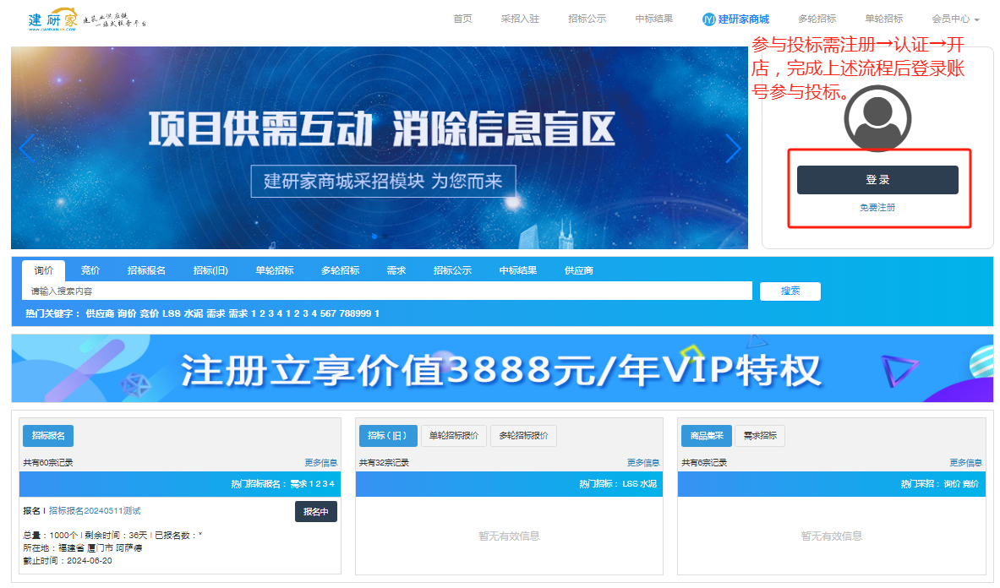 建研家
WWW.JIANYANJIA.COM
建筑业供应链
一站式服务平台
首页
采招入驻
招标公示
中标结果
建研家商城
多轮招标
单轮招标
会员中心
参与投标需注册→认证→开
店，完成上述流程后登录账
号参与投标。
项目供需互动 消除信息盲区
建研家商城采招模块 为您而来
登录
免费注册
询价
竞价
招标报名
招标(旧)
单轮招标
多轮招标
需求
招标公示
中标结果
供应商
请输入搜索内容
搜索
热门关键字： 供应商 询价 竞价 LSS 水泥 需求 需求 1 2 3 4 1 2 3 4 567 788999 1
注册立享价值3888元/年VIP特权
招标报名
共有60宗记录
更多信息
热门招标报名： 需求 1 2 3 4
报名 | 招标报名20240511测试
报名中
总量：1000个 | 剩余时间：36天 | 已报名数：*
所在地：福建省 厦门市 阿萨德
截止时间：2024-06-20
招标（旧）
单轮招标报价
多轮招标报价
共有32宗记录
更多信息
热门招标： LSS 水泥
暂无有效信息
商品集采
需求招标
共有6宗记录
更多信息
热门采招：询价 竞价
暂无有效信息